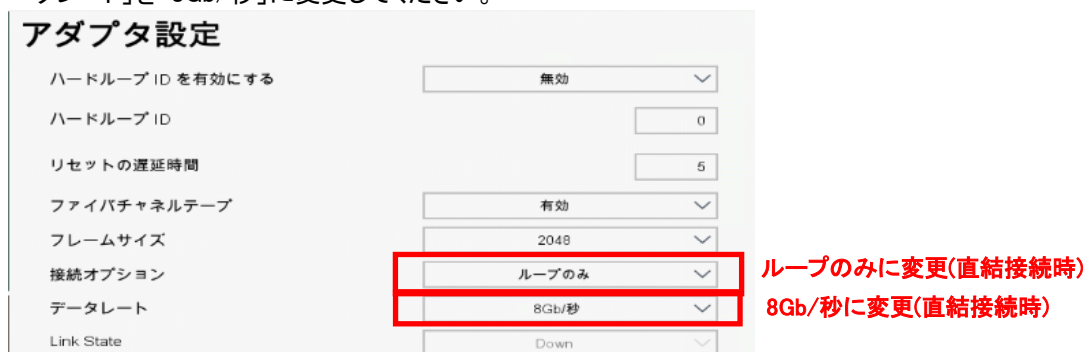 アダプタ設定
ハードループ ID を有効にする 無効
ハードループ ID 0
リセットの遅延時間 5
ファイバチャネルテープ 有効
フレームサイズ 2048
接続オプション ループのみ ループのみに変更(直結接続時)
データレート 8Gb/秒 8Gb/秒に変更(直結接続時)
Link State Down